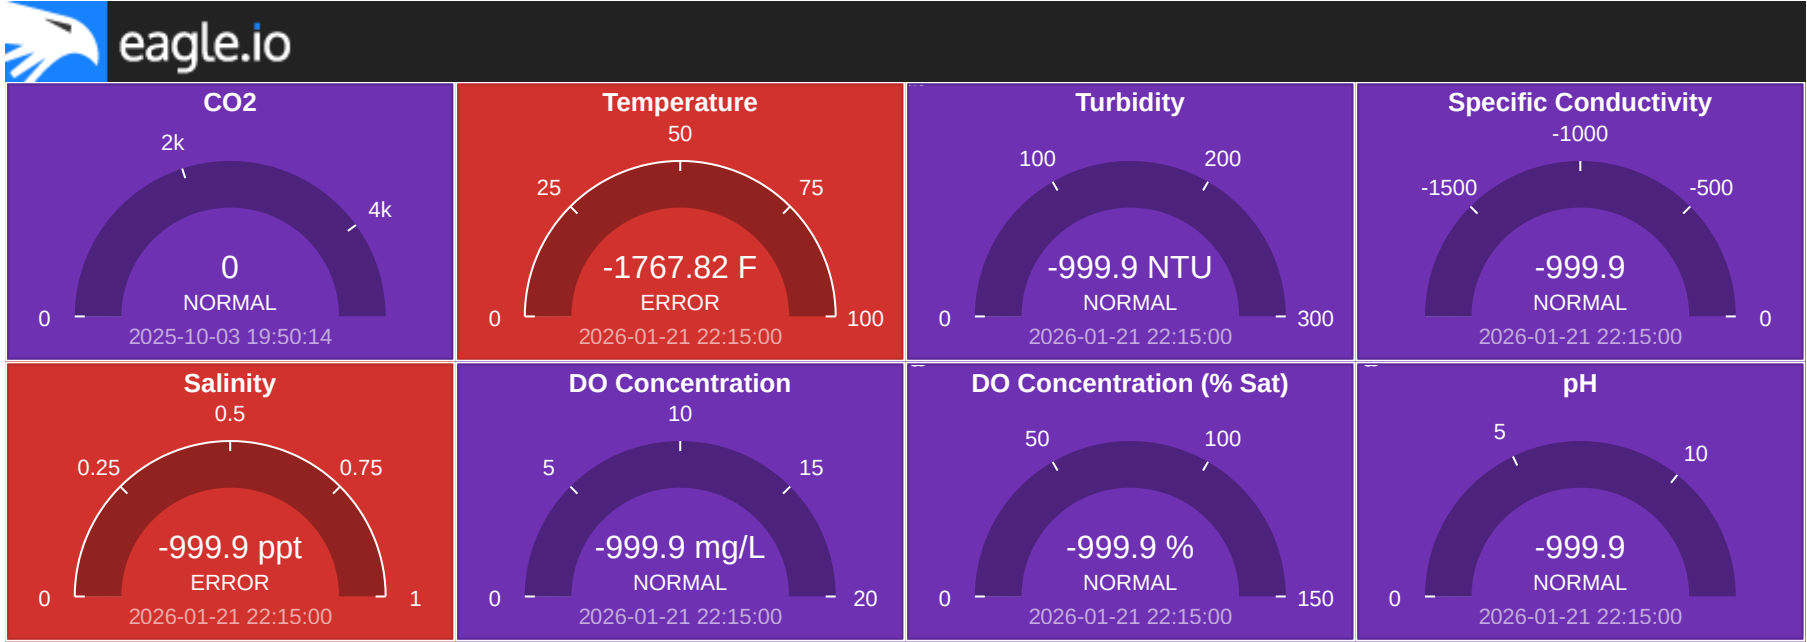 eagle.io
CO2
2k
4k
0
NORMAL
0
2025-10-03 19:50:14
Temperature
50
25
75
-1767.82 F
ERROR
0
100
2026-01-21 22:15:00
Turbidity
100
200
-999.9 NTU
NORMAL
0
300
2026-01-21 22:15:00
Specific Conductivity
-1000
-1500
-500
-999.9
NORMAL
0
2026-01-21 22:15:00
Salinity
0.5
0.25
0.75
-999.9 ppt
ERROR
0
1
2026-01-21 22:15:00
DO Concentration
10
5
15
-999.9 mg/L
NORMAL
0
20
2026-01-21 22:15:00
DO Concentration (% Sat)
50
100
-999.9 %
NORMAL
0
150
2026-01-21 22:15:00
pH
5
10
-999.9
NORMAL
0
2026-01-21 22:15:00